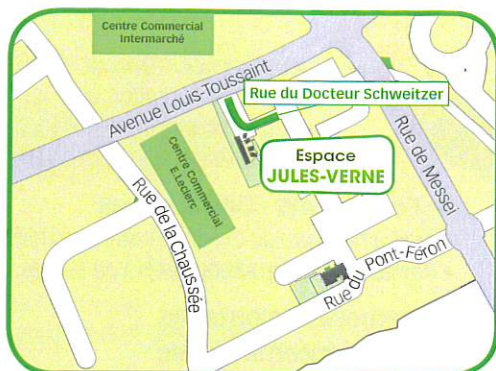 Centre Commercial
Intermarché
Avenue Louis-Toussaint
Rue du Docteur Schweitzer
Centre Commercial
E.Leclerc
Espace
JULES-VERNE
Rue de Messei
Rue de la Chaussée
Rue du Pont-Féron